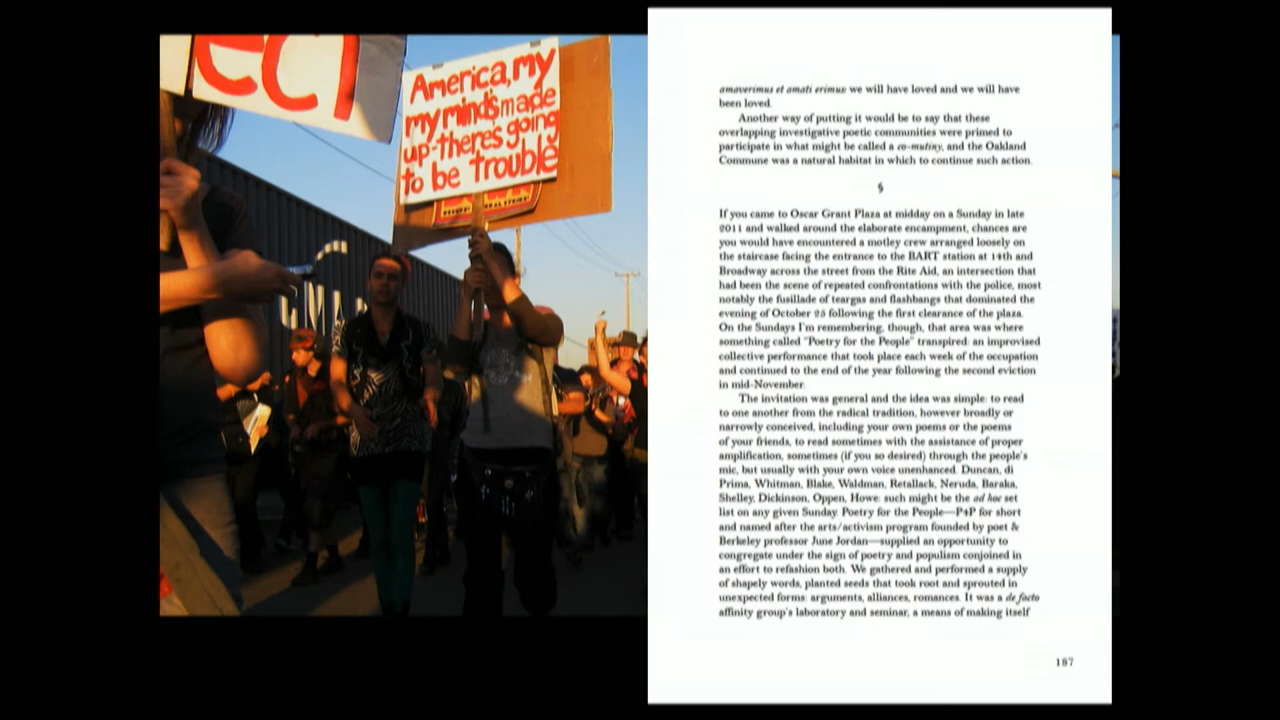 ECT
America, my
my mind's made
up-there's going
to be trouble
GENERAL STRIKE
amaverimus et amati erimus: we will have loved and we will have
been loved.
Another way of putting it would be to say that these
overlapping investigative poetic communities were primed to
participate in what might be called a co-mutiny, and the Oakland
Commune was a natural habitat in which to continue such action.
§
If you came to Oscar Grant Plaza at midday on a Sunday in late
2011 and walked around the elaborate encampment, chances are
you would have encountered a motley crew arranged loosely on
the staircase facing the entrance to the BART station at 14th and
Broadway across the street from the Rite Aid, an intersection that
had been the scene of repeated confrontations with the police, most
notably the fusillade of teargas and flashbangs that dominated the
evening of October 25 following the first clearance of the plaza.
On the Sundays I'm remembering, though, that area was where
something called "Poetry for the People" transpired: an improvised
collective performance that took place each week of the occupation
and continued to the end of the year following the second eviction
in mid-November.
The invitation was general and the idea was simple: to read
to one another from the radical tradition, however broadly or
narrowly conceived, including your own poems or the poems
of your friends, to read sometimes with the assistance of proper
amplification, sometimes (if you so desired) through the people's
mic, but usually with your own voice unenhanced. Duncan, di
Prima, Whitman, Blake, Waldman, Retallack, Neruda, Baraka,
Shelley, Dickinson, Oppen, Howe: such might be the ad hoc set
list on any given Sunday. Poetry for the People—P4P for short
and named after the arts/activism program founded by poet &
Berkeley professor June Jordan—supplied an opportunity to
congregate under the sign of poetry and populism conjoined in
an effort to refashion both. We gathered and performed a supply
of shapely words, planted seeds that took root and sprouted in
unexpected forms: arguments, alliances, romances. It was a de facto
affinity group's laboratory and seminar, a means of making itself
187